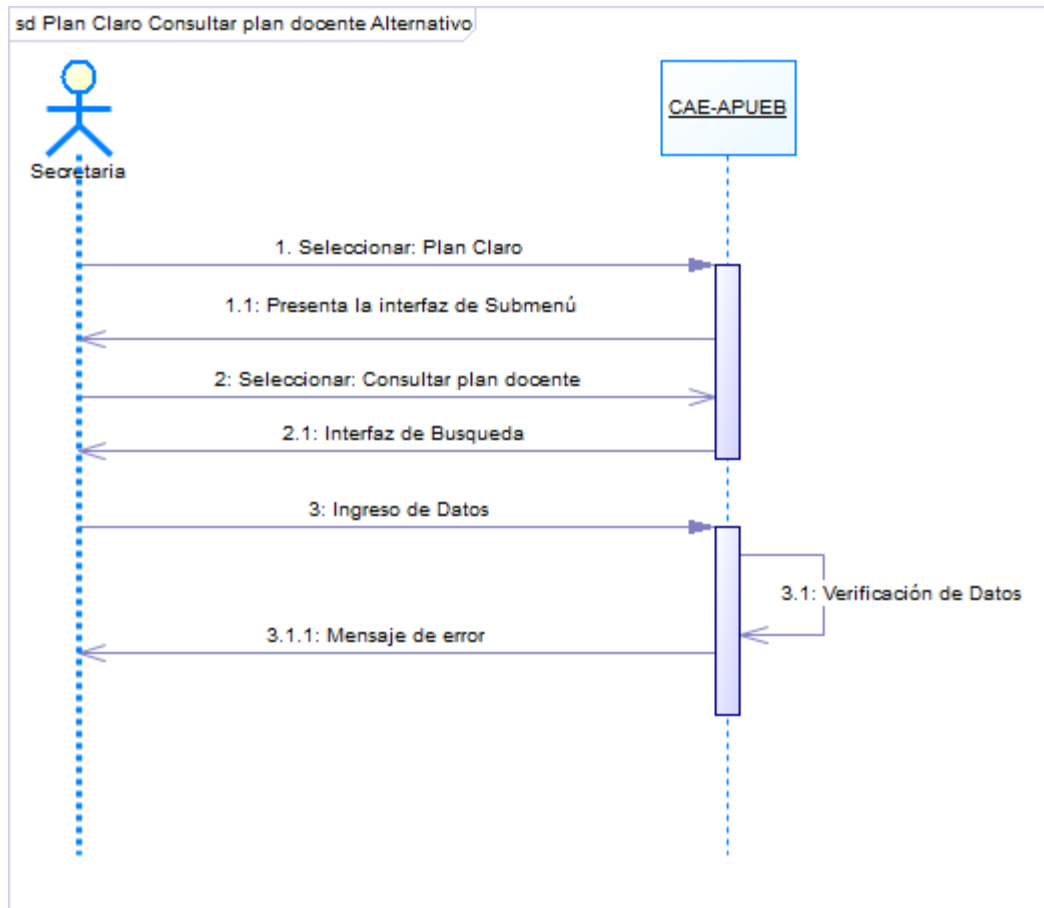 sd Plan Claro Consultar plan docente Alternativo
CAE-APUEB
Secretaria
1. Seleccionar: Plan Claro
1.1: Presenta la interfaz de Submenú
2: Seleccionar: Consultar plan docente
2.1: Interfaz de Busqueda
3: Ingreso de Datos
3.1: Verificación de Datos
3.1.1: Mensaje de error